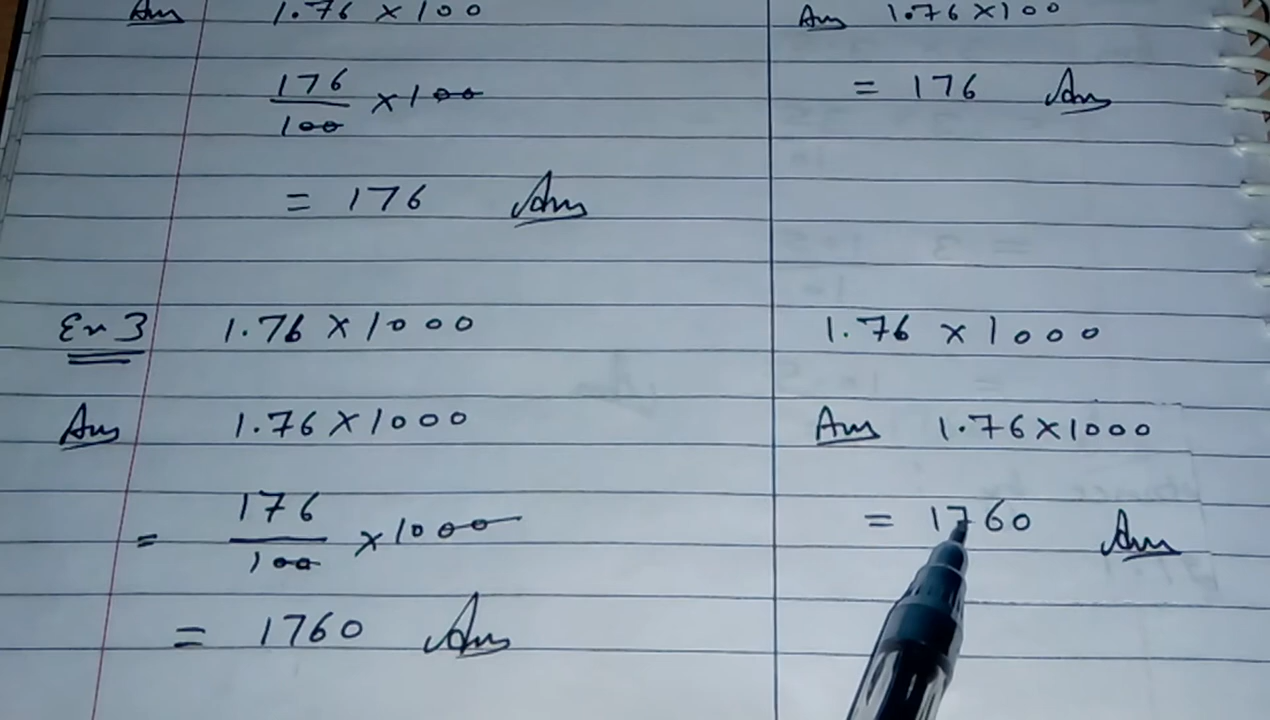 Ans 1.76 × 100
176
100 × 100
= 176 Ans
Ex 3 1.76 × 1000
Ans 1.76 × 1000
= 176
100 × 1000
= 1760 Ans
Ans 1.76 × 100
= 176 Ans
1.76 × 1000
Ans 1.76 × 1000
= 1760 Ans